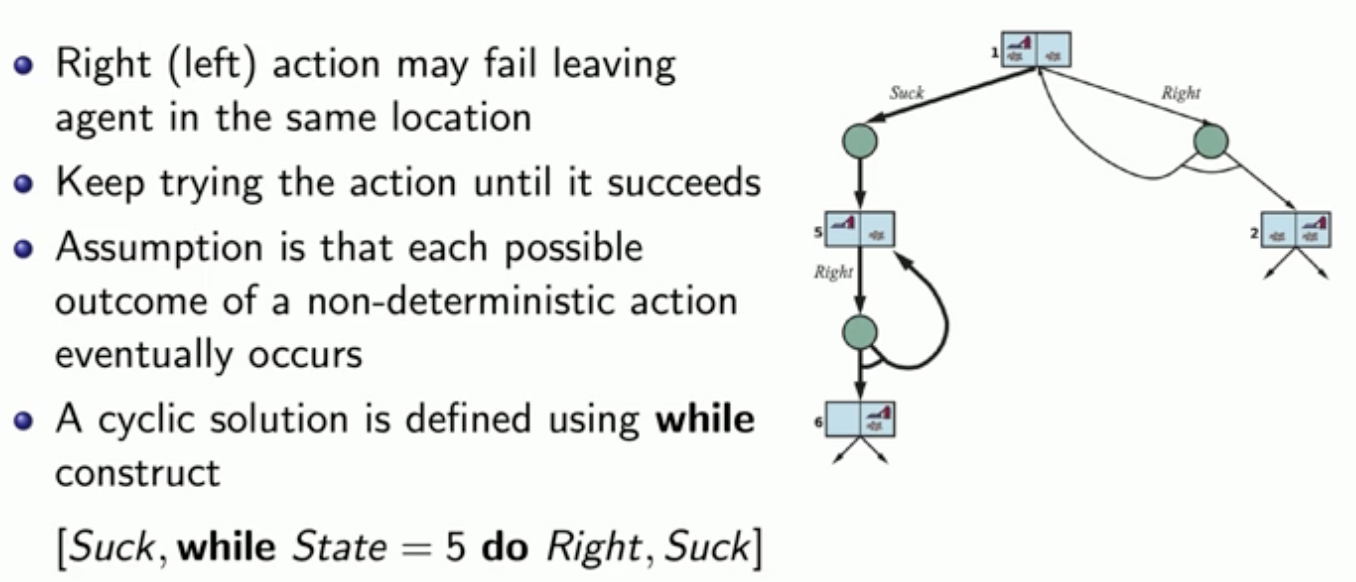 Right (left) action may fail leaving
agent in the same location
Keep trying the action until it succeeds
Assumption is that each possible
outcome of a non-deterministic action
eventually occurs
A cyclic solution is defined using while
construct
[Suck, while State = 5 do Right, Suck]
1
Suck
Right
5
2
Right
6